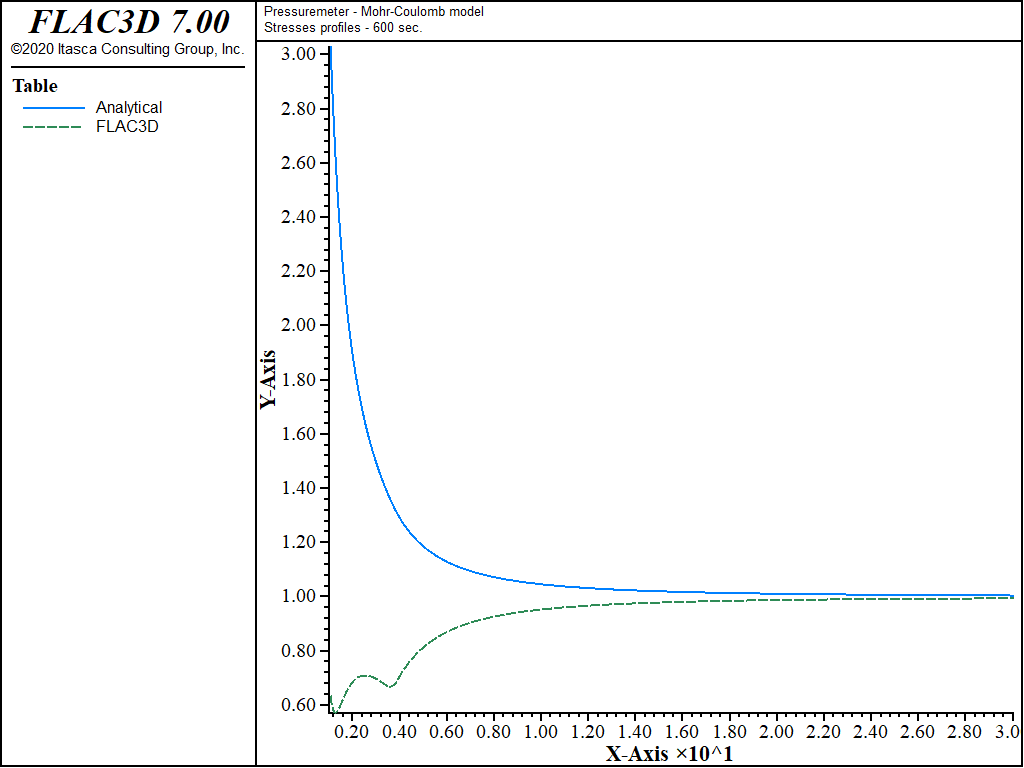 FLAC3D 7.00
©2020 Itasca Consulting Group, Inc.
Table
Analytical
FLAC3D
Pressuremeter - Mohr-Coulomb model
Stresses profiles - 600 sec.
3.00
2.80
2.60
2.40
2.20
2.00
1.80
1.60
1.40
1.20
1.00
0.80
0.60
Y-Axis
0.20 0.40 0.60 0.80 1.00 1.20 1.40 1.60 1.80 2.00 2.20 2.40 2.60 2.80 3.0
X-Axis ×10^1